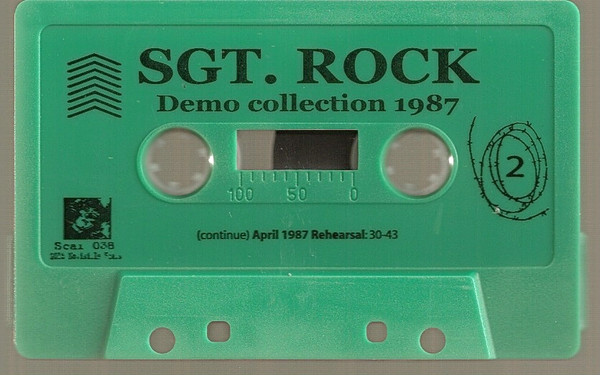 SGT. ROCK
Demo collection 1987
2
100 50 0
(continue) April 1987 Rehearsal: 30-43
Scar 038